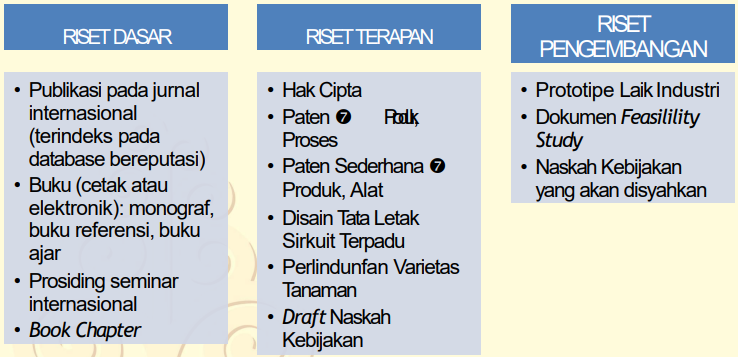 RISET DASAR
• Publikasi pada jurnal
internasional
(terindeks pada
database bereputasi)
• Buku (cetak atau
elektronik): monograf,
buku referensi, buku
ajar
• Prosiding seminar
internasional
• Book Chapter
RISET TERAPAN
• Hak Cipta
• Paten ❼
Proses
• Paten Sederhana ❼
Produk, Alat
• Disain Tata Letak
Sirkuit Terpadu
• Perlindunfan Varietas
Tanaman
• Draft Naskah
Kebijakan
RISET
PENGEMBANGAN
• Prototipe Laik Industri
• Dokumen Feasilility
Study
• Naskah Kebijakan
yang akan disyahkan